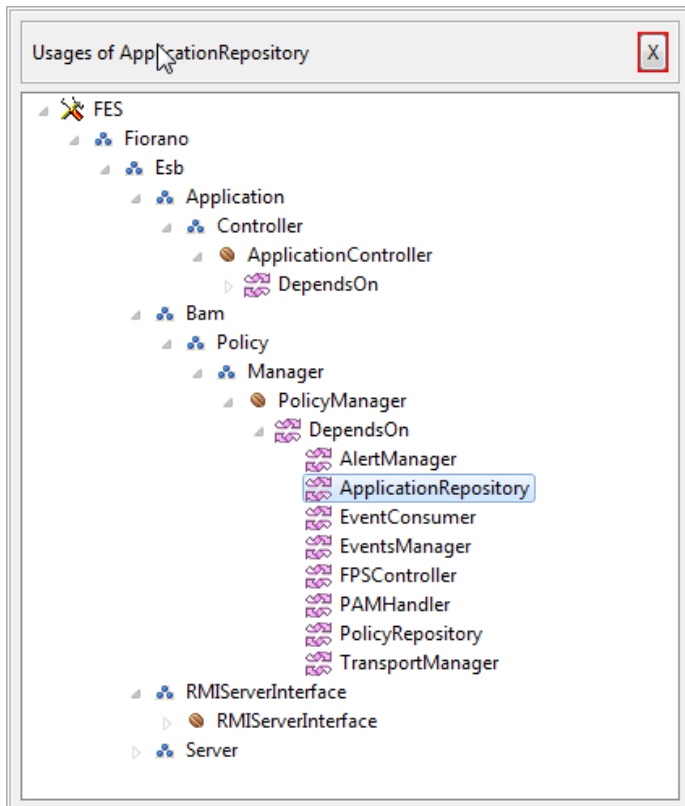 Usages of ApplicationRepository
X
FES
Fiorano
Esb
Application
Controller
ApplicationController
DependsOn
Bam
Policy
Manager
PolicyManager
DependsOn
AlertManager
ApplicationRepository
EventConsumer
EventsManager
FPSController
PAMHandler
PolicyRepository
TransportManager
RMIServerInterface
RMIServerInterface
Server